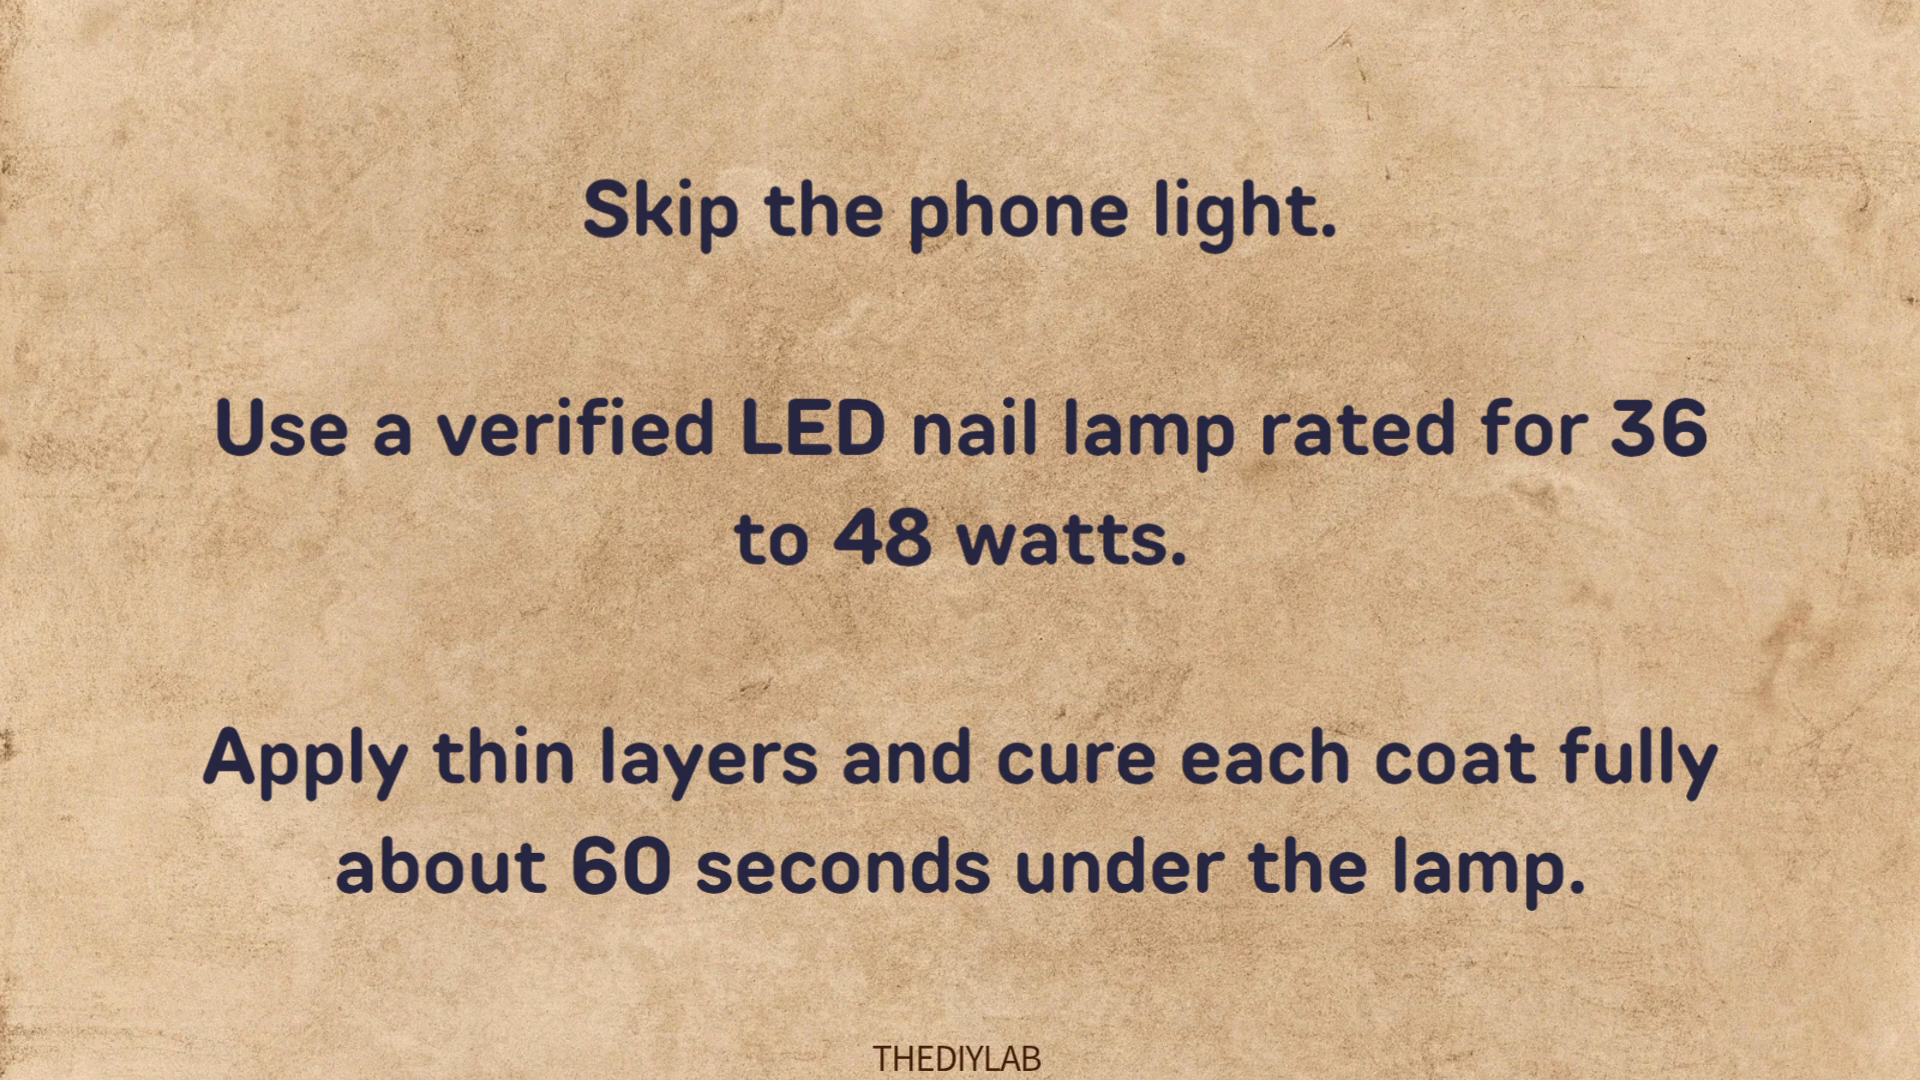 Skip the phone light.
Use a verified LED nail lamp rated for 36
to 48 watts.
Apply thin layers and cure each coat fully
about 60 seconds under the lamp.
THEDIYLAB